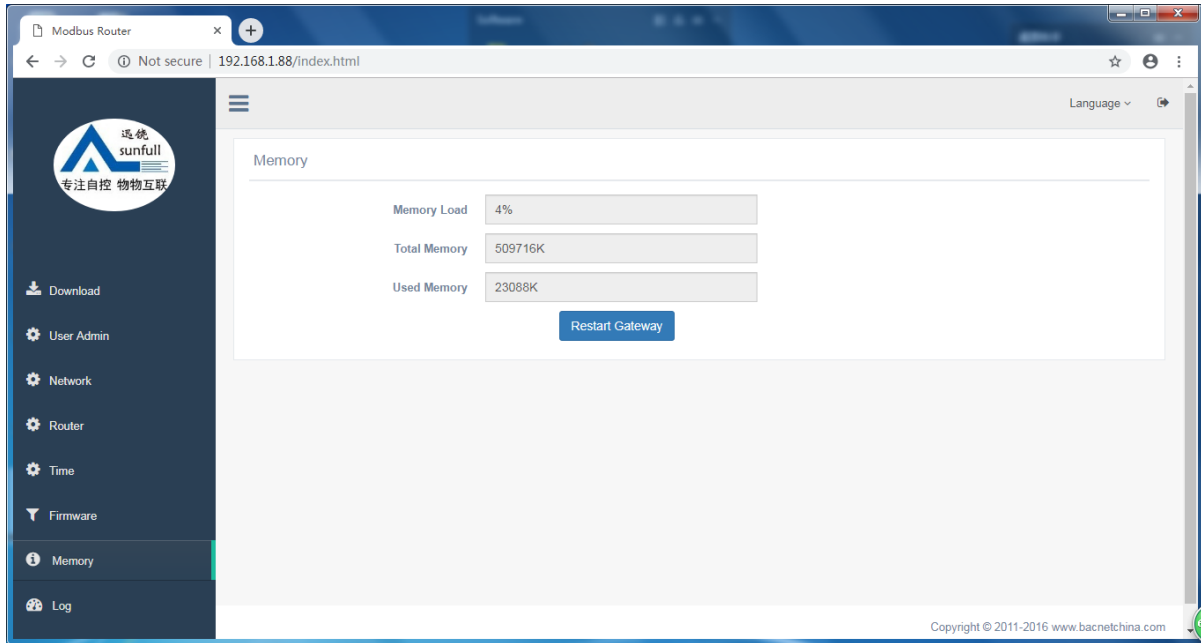 Modbus Router
Not secure | 192.168.1.88/index.html
迅饶
sunfull
专注自控 物物互联
Language
Memory
Memory Load 4%
Total Memory 509716K
Used Memory 23088K
Restart Gateway
Download
User Admin
Network
Router
Time
Firmware
Memory
Log
Copyright © 2011-2016 www.bacnetchina.com